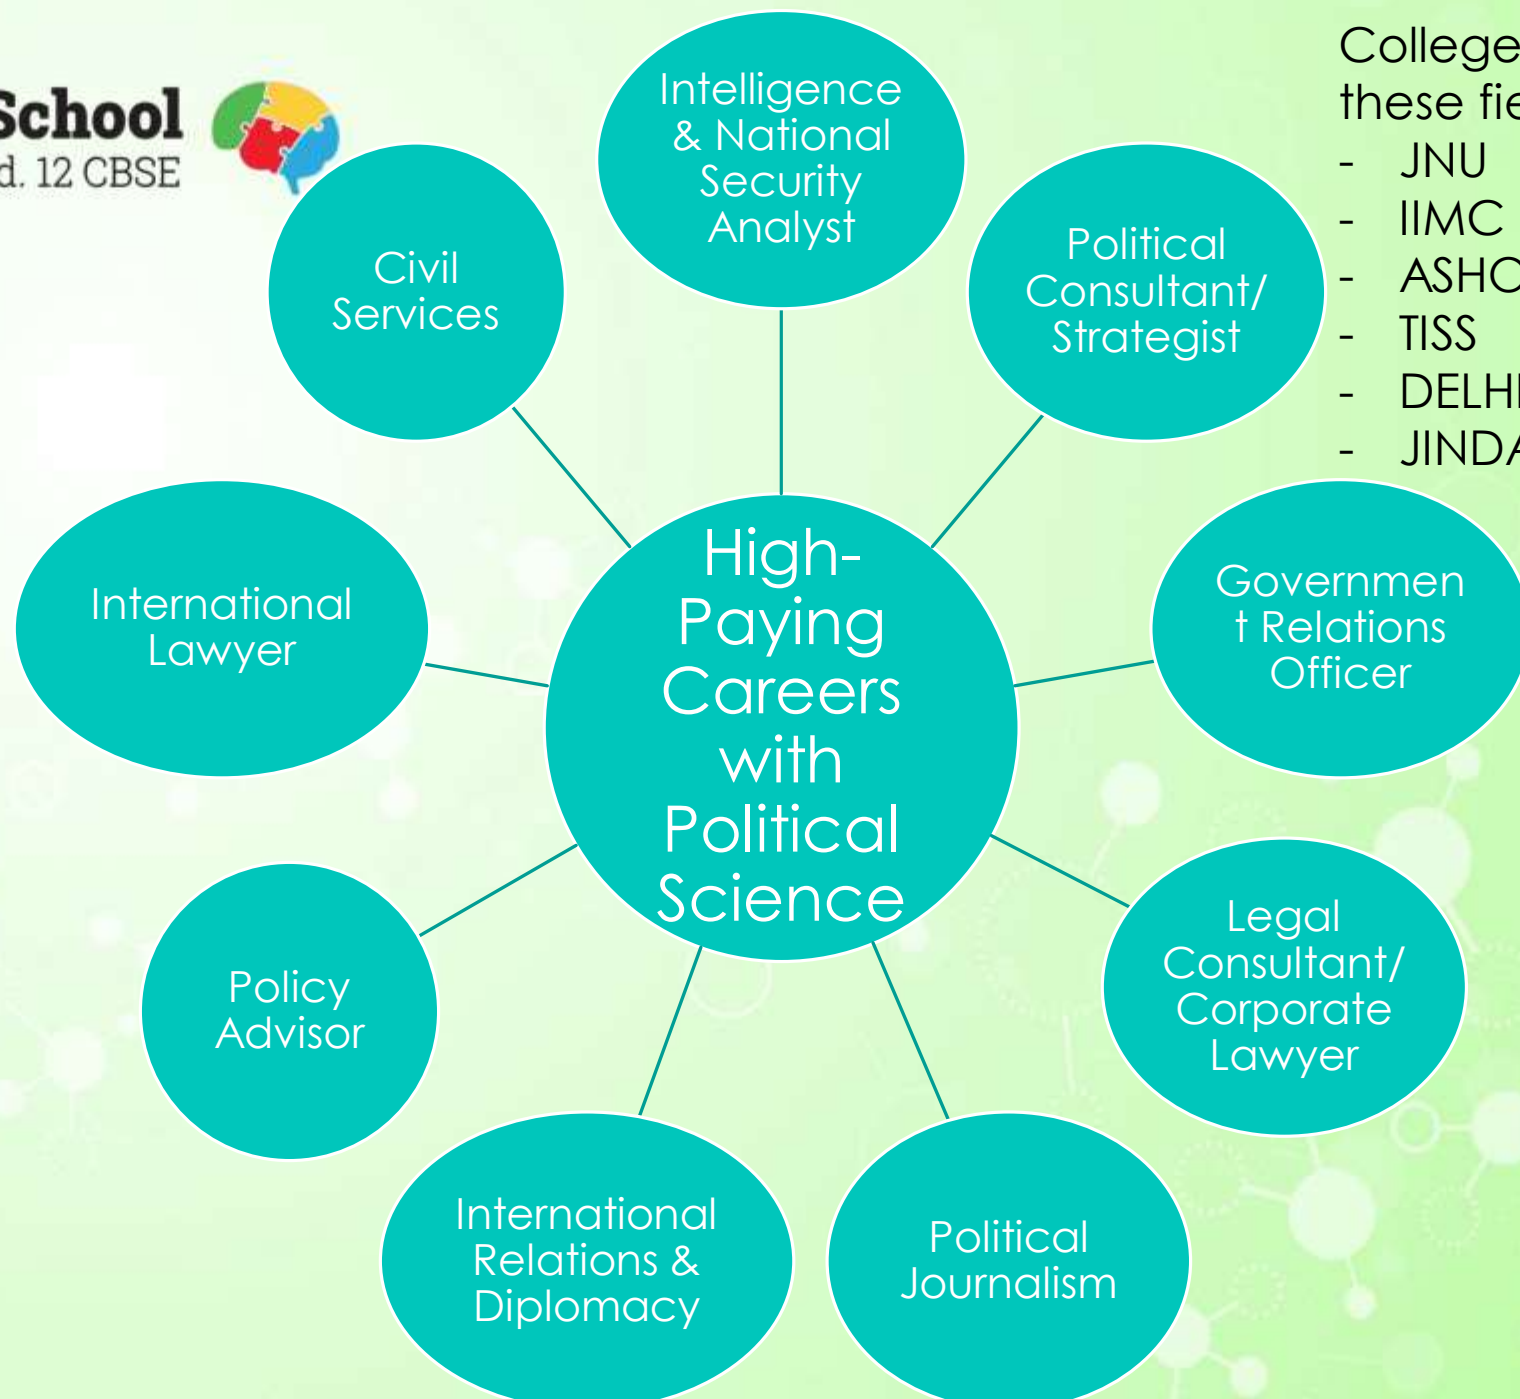 School
d. 12 CBSE
Intelligence
& National
Security
Analyst
Political
Consultant/
Strategist
Governmen
t Relations
Officer
Legal
Consultant/
Corporate
Lawyer
Political
Journalism
International
Relations &
Diplomacy
Policy
Advisor
International
Lawyer
Civil
Services
High-
Paying
Careers
with
Political
Science
College
these fie
- JNU
- IIMC
- ASHO
- TISS
- DELHI
- JINDA